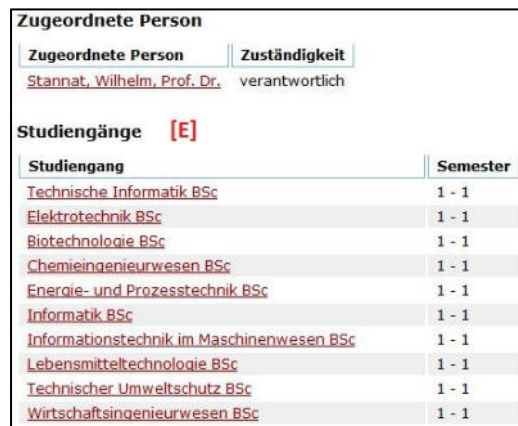 Zugeordnete Person
Zugeordnete Person Zuständigkeit
Stannat, Wilhelm, Prof. Dr. verantwortlich
Studiengänge [E]
Studiengang Semester
Technische Informatik BSc 1 - 1
Elektrotechnik BSc 1 - 1
Biotechnologie BSc 1 - 1
Chemieingenieurwesen BSc 1 - 1
Energie- und Prozesstechnik BSc 1 - 1
Informatik BSc 1 - 1
Informationstechnik im Maschinenwesen BSc 1 - 1
Lebensmitteltechnologie BSc 1 - 1
Technischer Umweltschutz BSc 1 - 1
Wirtschaftsingenieurwesen BSc 1 - 1